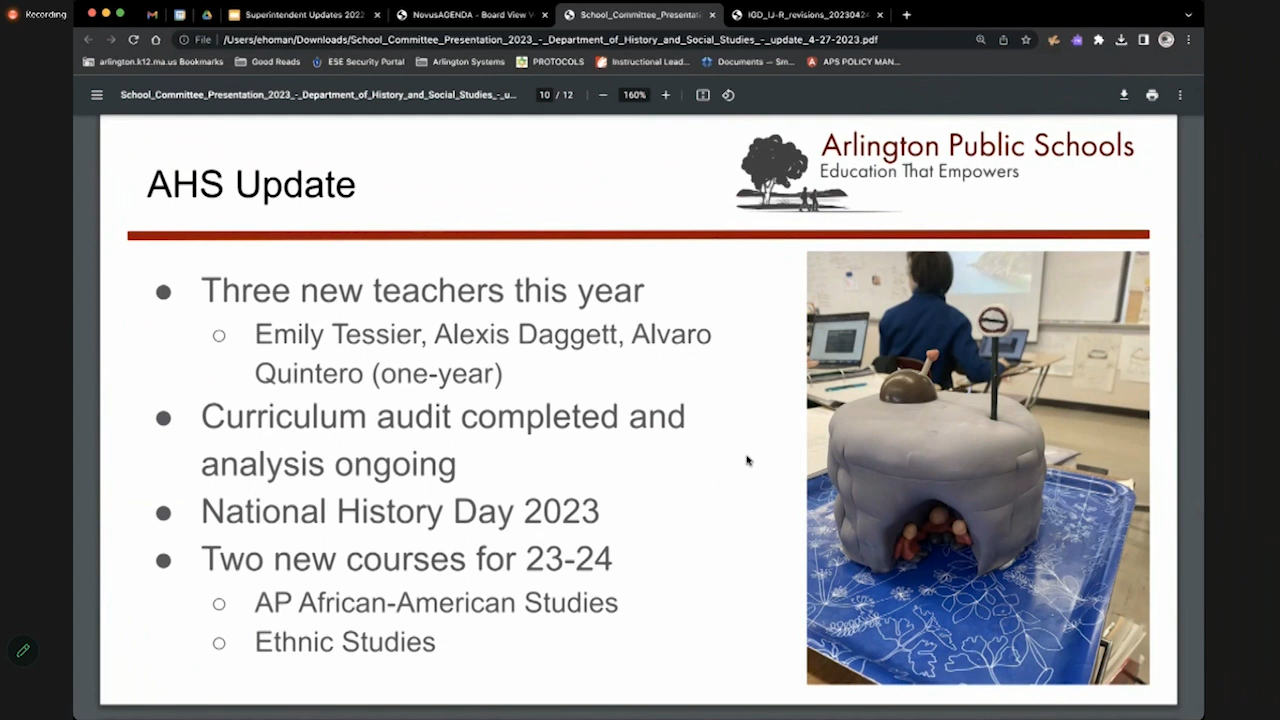 Recording
Superintendent Updates 2022
NovusAGENDA - Board View
School_Committee_Presentati
IGD_IJ-R_revisions_20230424
File
/Users/ehoman/Downloads/School_Committee_Presentation_2023_-_Department_of_History_and_Social_Studies_-_update_4-27-2023.pdf
arlington.k12.ma.us Bookmarks
Good Reads
ESE Security Portal
Arlington Systems
PROTOCOLS
Instructional Lead...
Documents — Sm...
APS POLICY MAN...
School_Committee_Presentation_2023_-_Department_of_History_and_Social_Studies_-_u...
10 / 12
160%
Arlington Public Schools
Education That Empowers
AHS Update
● Three new teachers this year
○ Emily Tessier, Alexis Daggett, Alvaro
Quintero (one-year)
● Curriculum audit completed and
analysis ongoing
● National History Day 2023
● Two new courses for 23-24
○ AP African-American Studies
○ Ethnic Studies